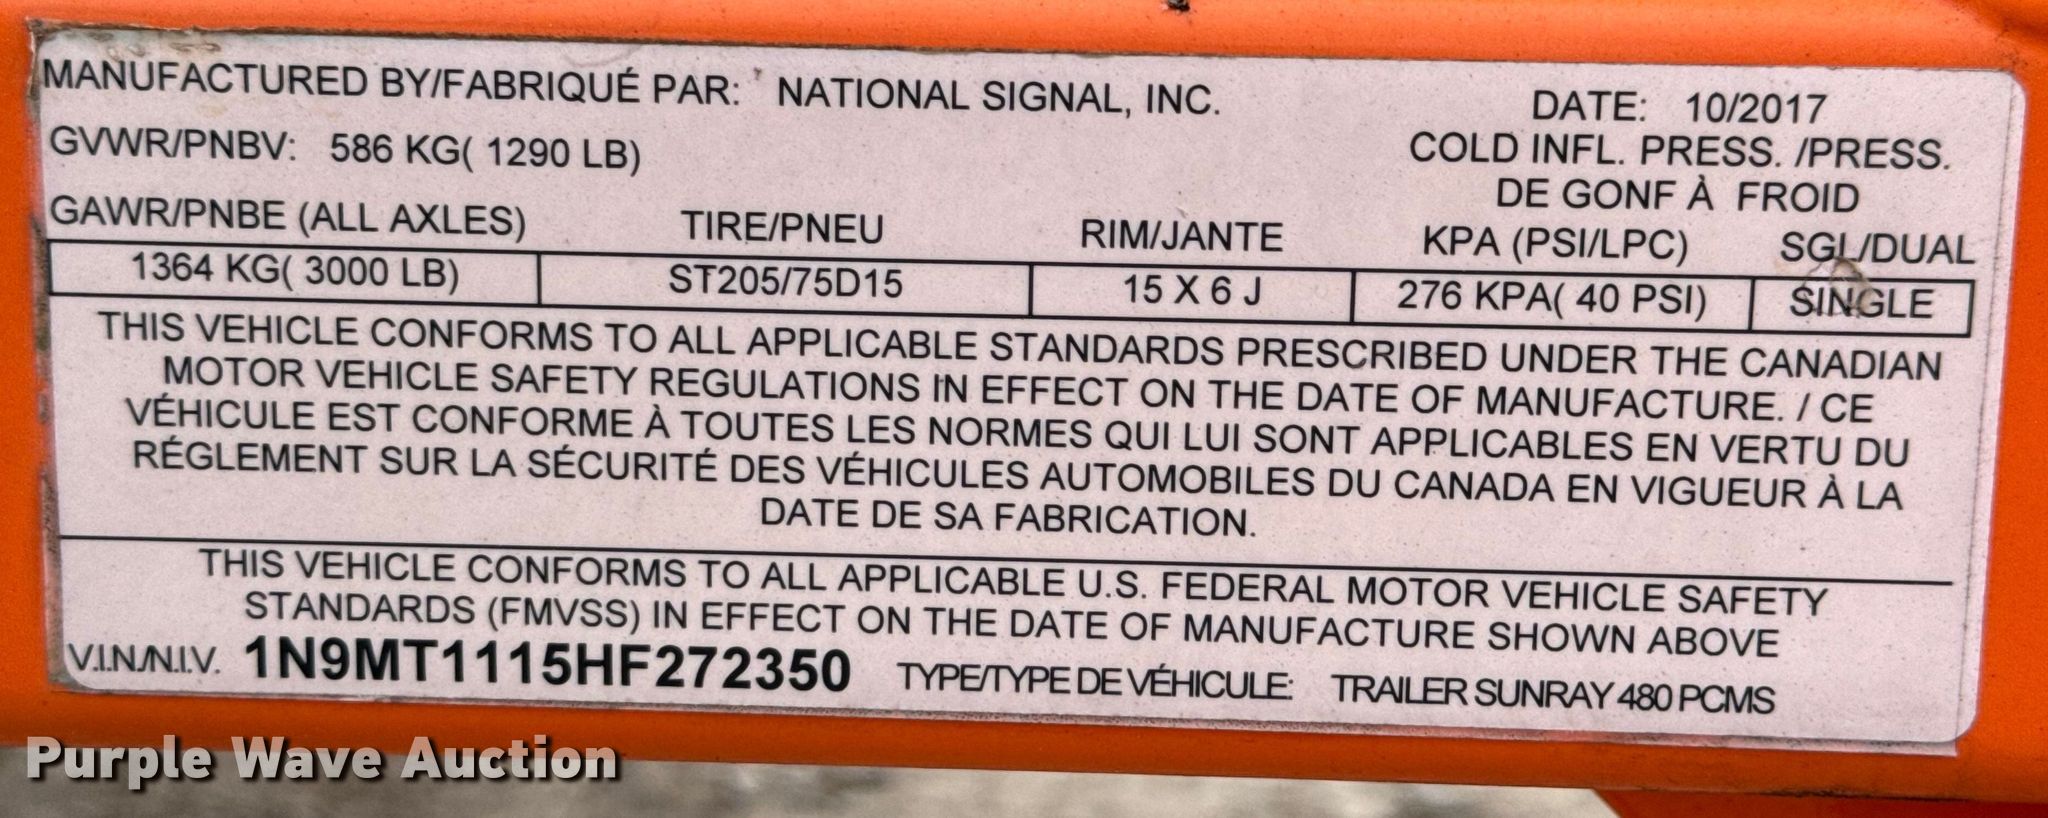 MANUFACTURED BY/FABRIQUÉ PAR: NATIONAL SIGNAL, INC. DATE: 10/2017
GVWR/PNBV: 586 KG( 1290 LB) COLD INFL. PRESS. /PRESS.
DE GONF À FROID
GAWR/PNBE (ALL AXLES) TIRE/PNEU RIM/JANTE KPA (PSI/LPC) SGL/DUAL
1364 KG( 3000 LB) ST205/75D15 15 X 6 J 276 KPA( 40 PSI) SINGLE
THIS VEHICLE CONFORMS TO ALL APPLICABLE STANDARDS PRESCRIBED UNDER THE CANADIAN
MOTOR VEHICLE SAFETY REGULATIONS IN EFFECT ON THE DATE OF MANUFACTURE. / CE
VÉHICULE EST CONFORME À TOUTES LES NORMES QUI LUI SONT APPLICABLES EN VERTU DU
RÉGLEMENT SUR LA SÉCURITÉ DES VÉHICULES AUTOMOBILES DU CANADA EN VIGUEUR À LA
DATE DE SA FABRICATION.
THIS VEHICLE CONFORMS TO ALL APPLICABLE U.S. FEDERAL MOTOR VEHICLE SAFETY
STANDARDS (FMVSS) IN EFFECT ON THE DATE OF MANUFACTURE SHOWN ABOVE
V.I.N./N.I.V. 1N9MT1115HF272350 TYPE/TYPE DE VÉHICULE: TRAILER SUNRAY 480 PCMS
Purple Wave Auction